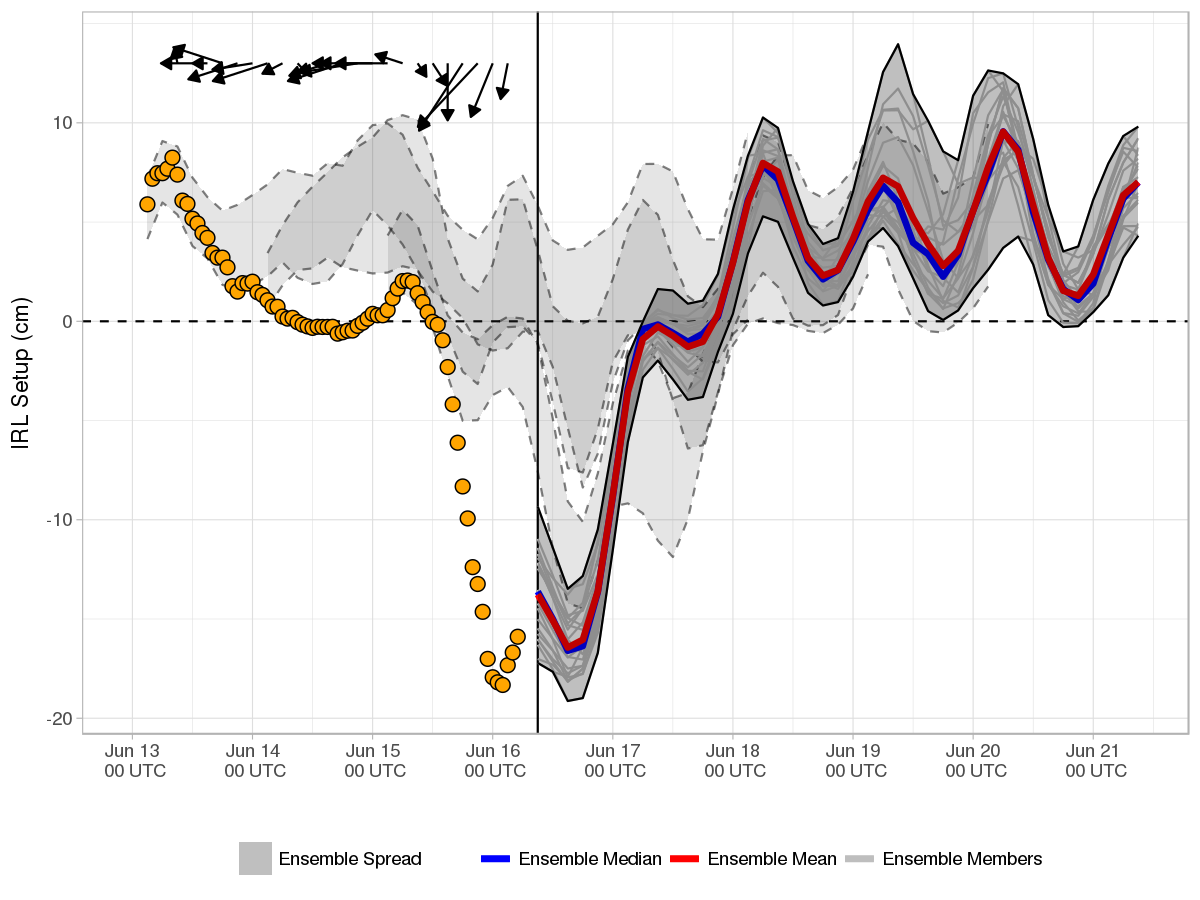 IRL Setup (cm)
10
0
-10
-20
Jun 13 Jun 14 Jun 15 Jun 16 Jun 17 Jun 18 Jun 19 Jun 20 Jun 21
00 UTC 00 UTC 00 UTC 00 UTC 00 UTC 00 UTC 00 UTC 00 UTC 00 UTC
Ensemble Spread Ensemble Median Ensemble Mean Ensemble Members